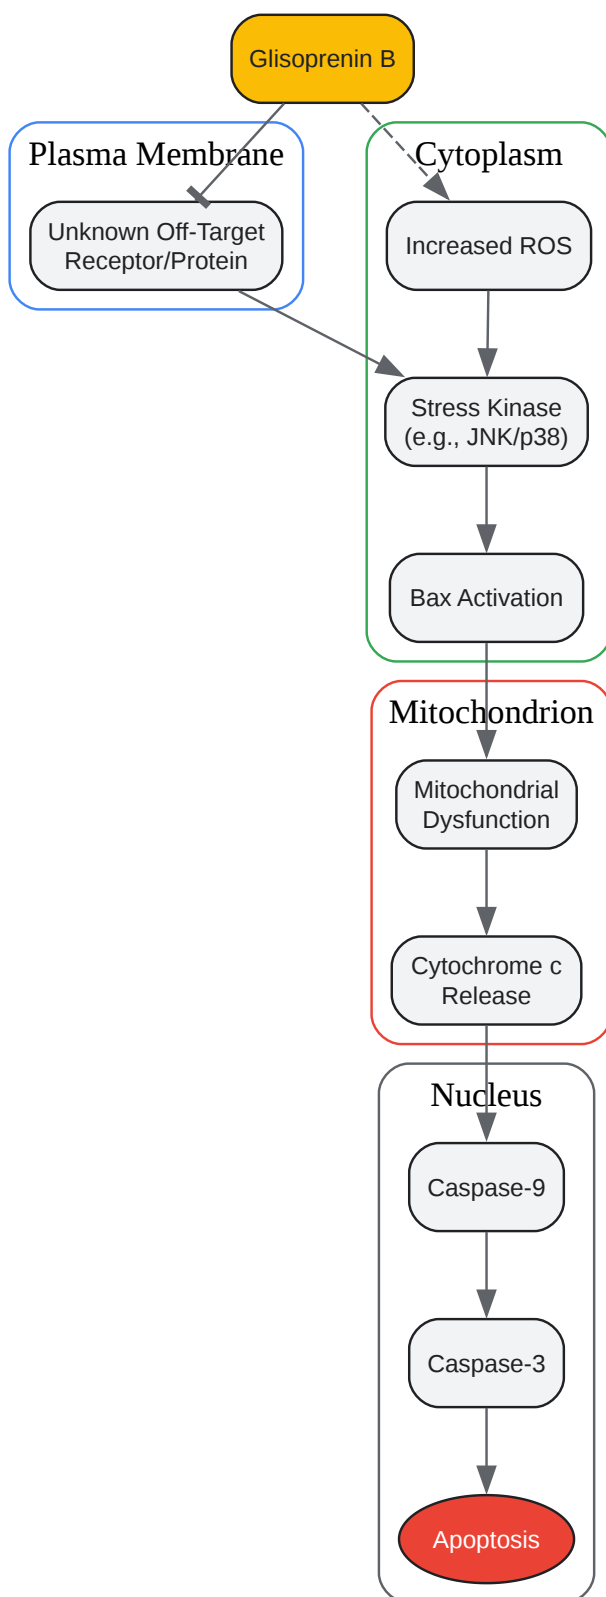 Glisoprenin B
Plasma Membrane
Cytoplasm
Unknown Off-Target
Receptor/Protein
Increased ROS
Stress Kinase
(e.g., JNK/p38)
Bax Activation
Mitochondrion
Mitochondrial
Dysfunction
Cytochrome c
Release
Nucleus
Caspase-9
Caspase-3
Apoptosis